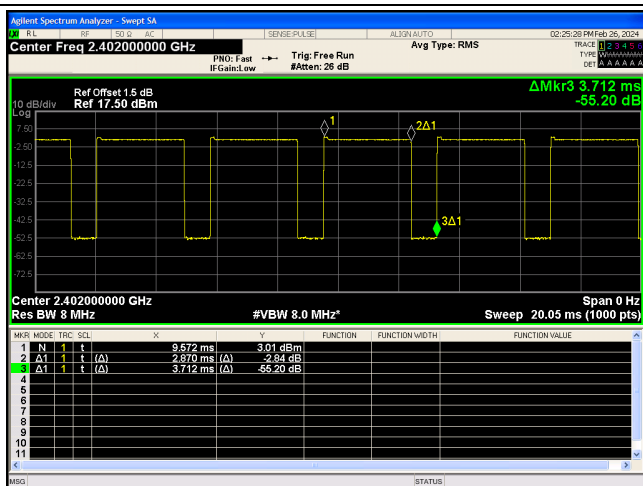 Agilent Spectrum Analyzer - Swept SA
LXI RL RF 50 Ω AC SENSE:PULSE ALIGN AUTO 02:25:28 PM Feb 26, 2024
Center Freq 2.402000000 GHz
PNO: Fast
IFGain:Low
Trig: Free Run
#Atten: 26 dB
Avg Type: RMS
TRACE 1 2 3 4 5 6
TYPE
DET A A A A A A
ΔMkr3 3.712 ms
-55.20 dB
Ref Offset 1.5 dB
10 dB/div Ref 17.50 dBm
Log
7.50
-2.50
-12.5
-22.5
-32.5
-42.5
-52.5
-62.5
-72.5
1
2Δ1
3Δ1
Center 2.402000000 GHz Span 0 Hz
Res BW 8 MHz #VBW 8.0 MHz* Sweep 20.05 ms (1000 pts)
MKR MODE TRC SCL X Y FUNCTION FUNCTION WIDTH FUNCTION VALUE
1 N 1 t 9.572 ms 3.01 dBm
2 Δ1 1 t (Δ) 2.870 ms (Δ) -2.84 dB
3 Δ1 1 t (Δ) 3.712 ms (Δ) -55.20 dB
4
5
6
7
8
9
10
11
MSG STATUS